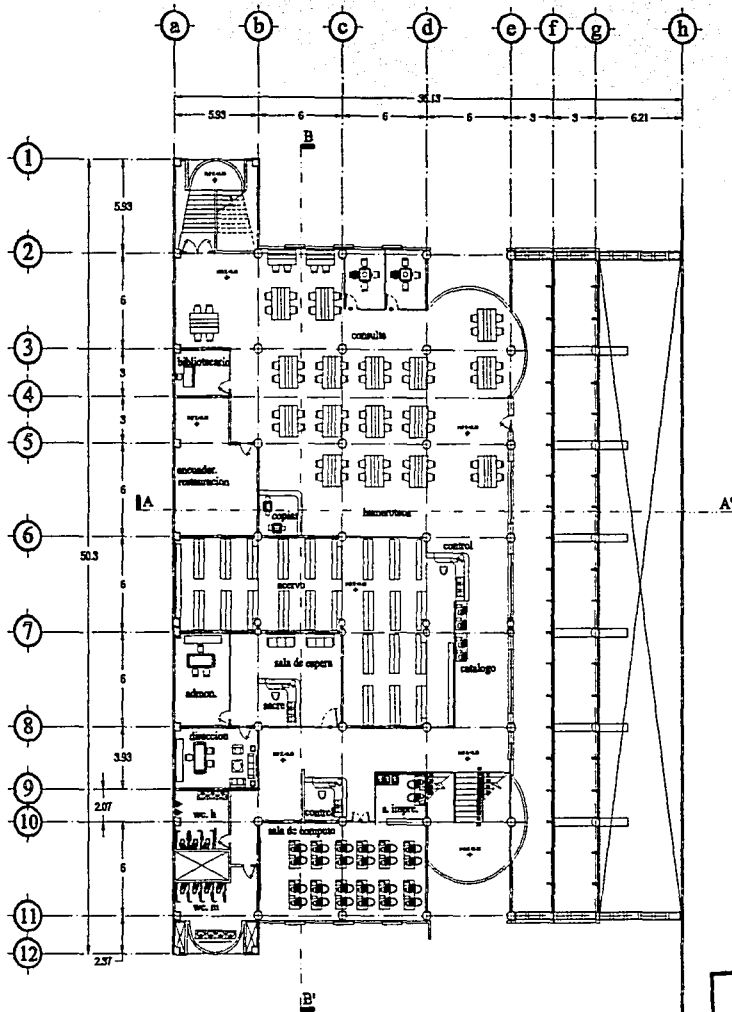 a b c d e f g h
36.13
5.93 6 6 6 3 3 6.21
B
1
5.93
2
6
consulta
3
bibliotecario
3
4
3
5
encuader.
restauracion
6
A A'
copias
hemeroteca
6
control
50.3
acervo
6
7
sala de espera
catalogo
6
admon.
secre
8
direccion
3.93
9
control
s. impre.
wc. h
2.07
10
sala de computo
6
wc. m
11
12
2.37
B'